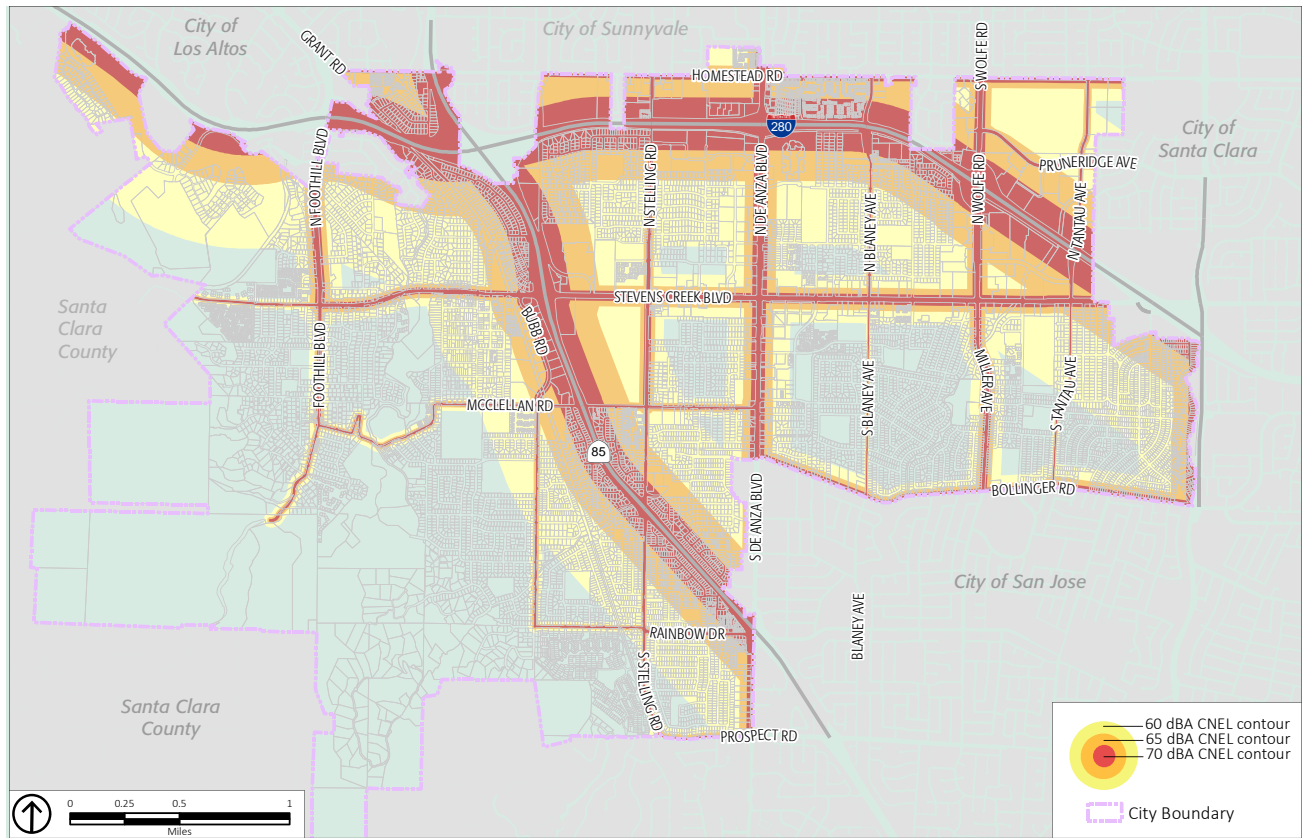 City of
Los Altos
City of Sunnyvale
GRANT RD
HOMESTEAD RD
S WOLFE RD
280
City of
Santa Clara
N FOOTHILL BLVD
N STELLING RD
N DE ANZA BLVD
N BLANEY AVE
N WOLFE RD
PRUNERIDGE AVE
N TANTAU AVE
Santa
Clara
County
STEVENS CREEK BLVD
FOOTHILL BLVD
BUBB RD
MILLER AVE
S BLANEY AVE
S TANTAU AVE
MCCLELLAN RD
85
BOLLINGER RD
S DE ANZA BLVD
City of San Jose
BLANEY AVE
RAINBOW DR
S STELLING RD
PROSPECT RD
Santa Clara
County
60 dBA CNEL contour
65 dBA CNEL contour
70 dBA CNEL contour
City Boundary
0 0.25 0.5 1
Miles